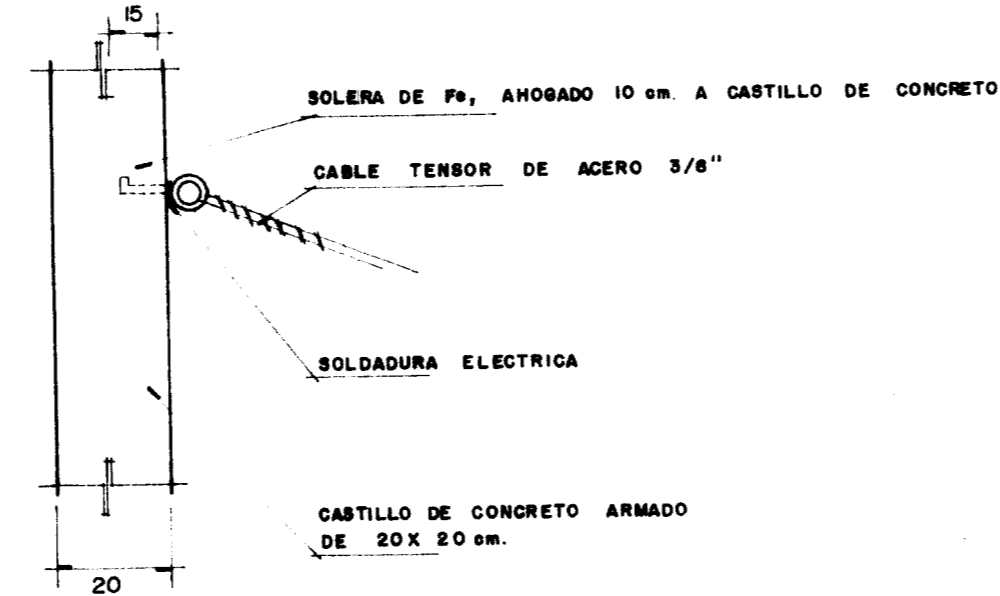 15
SOLERA DE Fe, AHOGADO 10 cm. A CASTILLO DE CONCRETO
CABLE TENSOR DE ACERO 3/8"
SOLDADURA ELECTRICA
CASTILLO DE CONCRETO ARMADO
DE 20 X 20 cm.
20